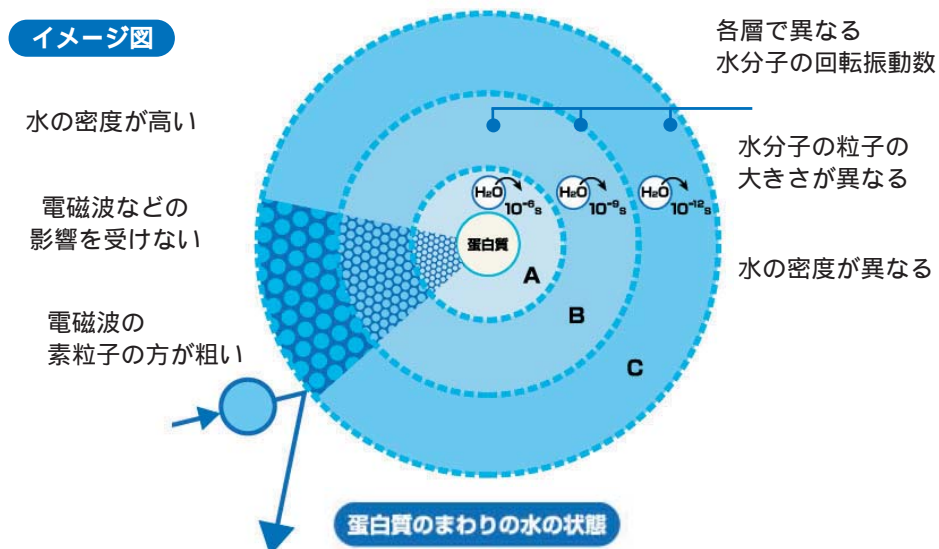 イメージ図
各層で異なる
水分子の回転振動数
水の密度が高い
水分子の粒子の
大きさが異なる
電磁波などの
影響を受けない
H₂O
10⁻⁶s
H₂O
10⁻⁹s
H₂O
10⁻¹²s
蛋白質
水の密度が異なる
A
B
C
電磁波の
素粒子の方が粗い
蛋白質のまわりの水の状態